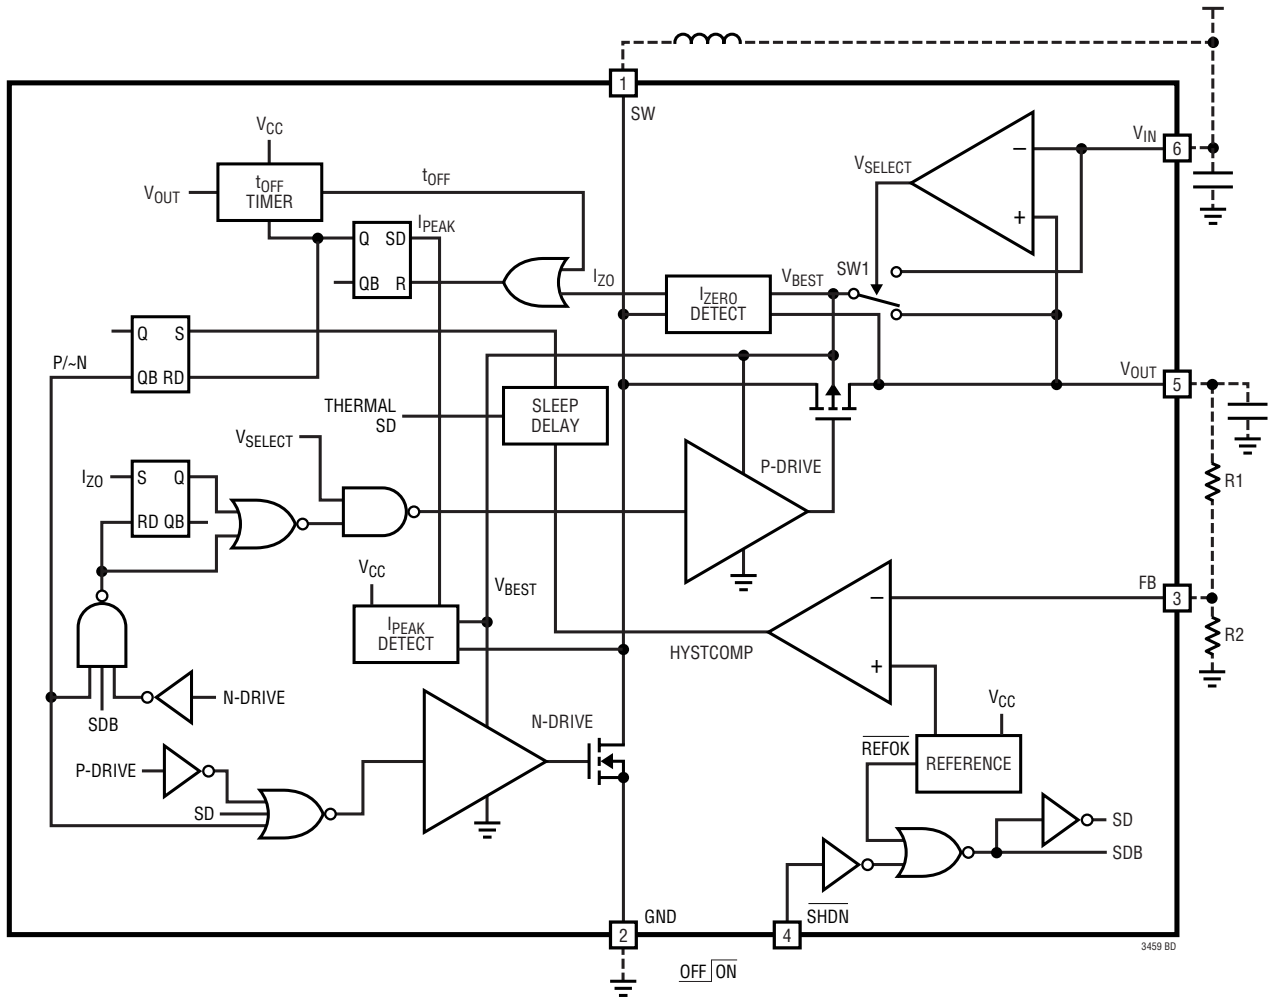 1
SW
VIN
6
VCC
VSELECT
−
+
tOFF
TIMER
VOUT
tOFF
IPEAK
Q SD
QB R
IZO
IZERO
DETECT
VBEST
SW1
Q S
QB RD
P/~N
VOUT
5
THERMAL
SD
SLEEP
DELAY
VSELECT
P-DRIVE
R1
IZO
S Q
RD QB
VCC
VBEST
FB
3
−
IPEAK
DETECT
HYSTCOMP
+
R2
N-DRIVE
SDB
VCC
N-DRIVE
REFOK
REFERENCE
P-DRIVE
SD
SD
SDB
GND
2
SHDN
4
3459 BD
OFF ON